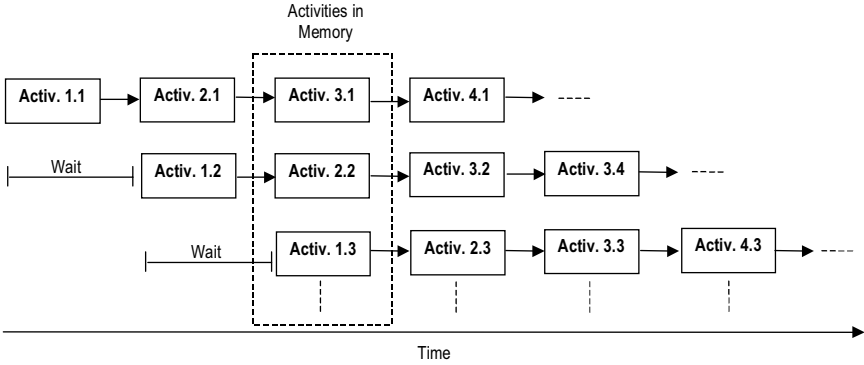 Activities in
Memory
Activ. 1.1
Activ. 2.1
Activ. 3.1
Activ. 4.1
Wait
Activ. 1.2
Activ. 2.2
Activ. 3.2
Activ. 3.4
Wait
Activ. 1.3
Activ. 2.3
Activ. 3.3
Activ. 4.3
Time